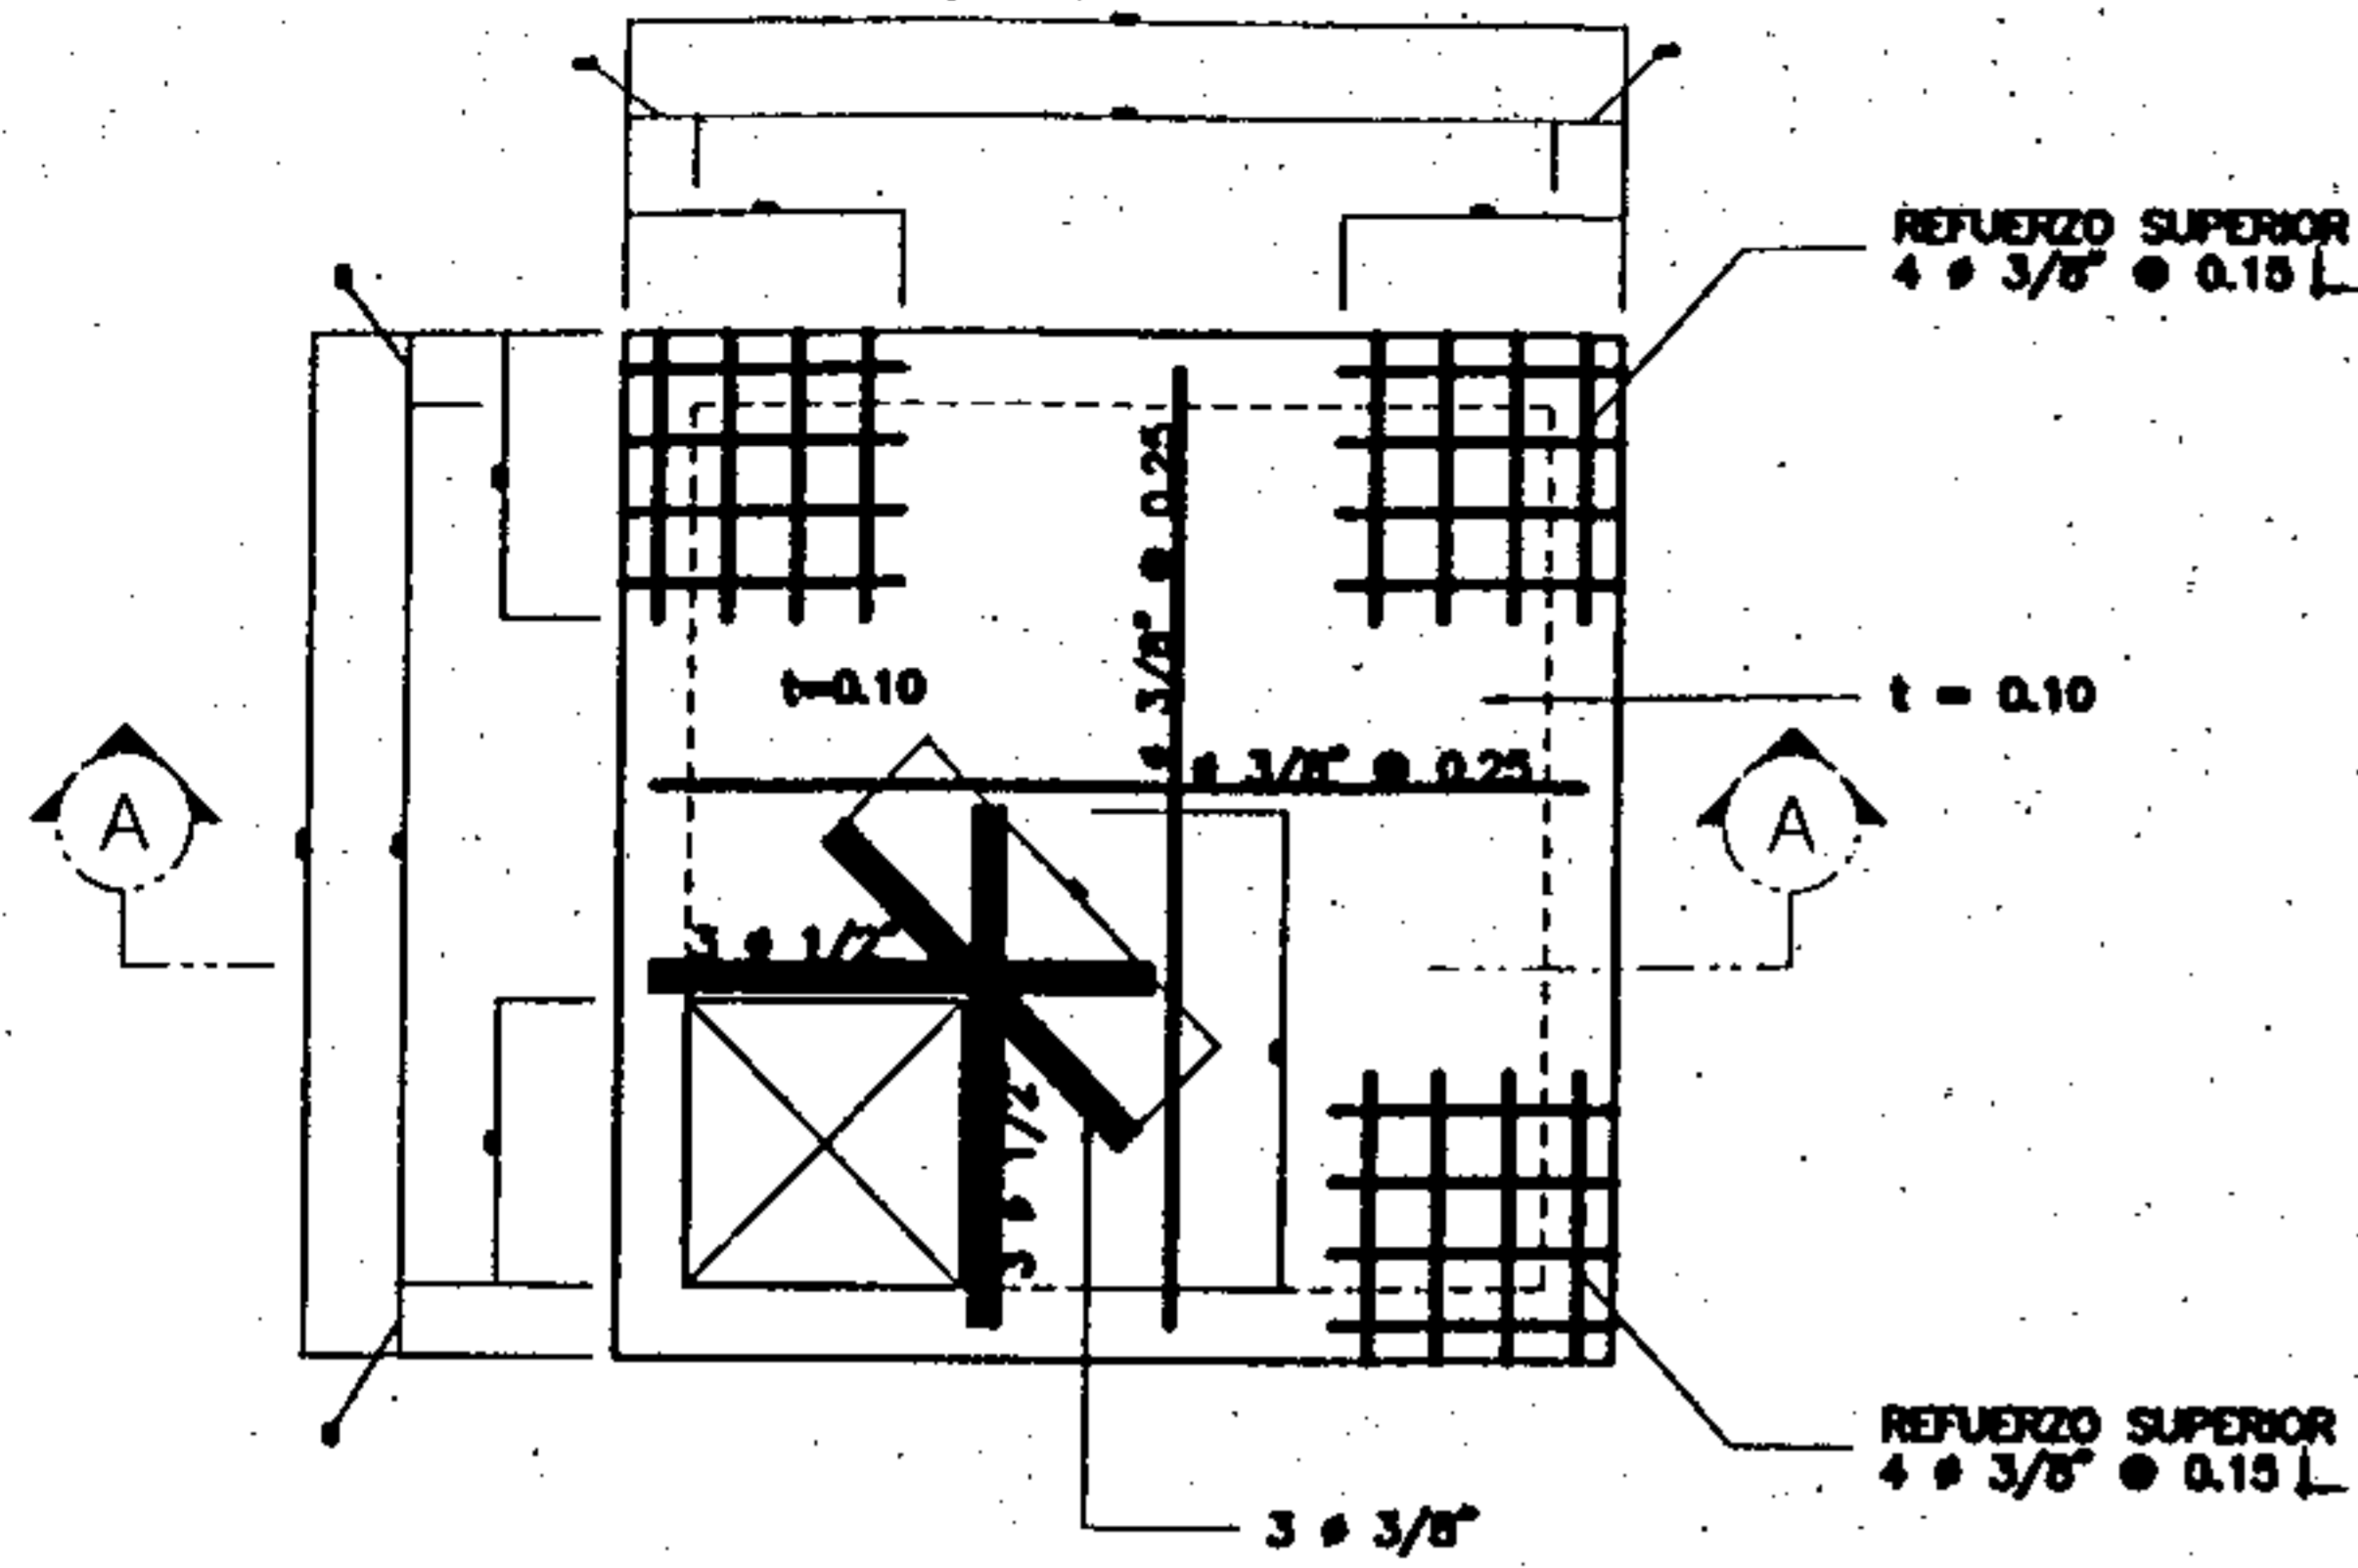 REFUERZO SUPERIOR
4 ø 3/8" @ 0.15
ø 3/8" @ 0.25
t=0.10
t = 0.10
ø 3/8" @ 0.25
A
A
3 ø 1/2"
3 ø 1/2
REFUERZO SUPERIOR
4 ø 3/8" @ 0.15
3 ø 3/8"